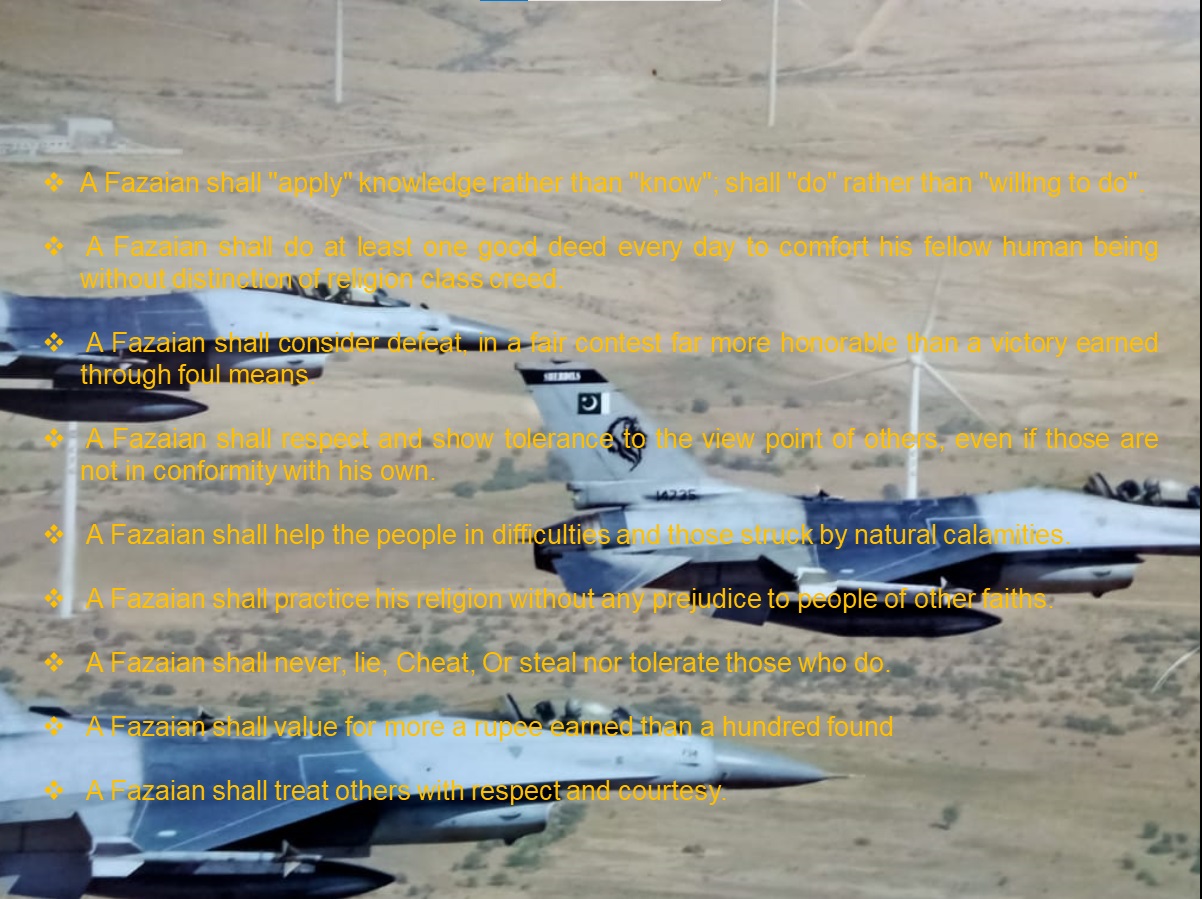 ❖ A Fazaian shall "apply" knowledge rather than "know"; shall "do" rather than "willing to do".
❖ A Fazaian shall do at least one good deed every day to comfort his fellow human being
without distinction of religion class creed.
❖ A Fazaian shall consider defeat, in a fair contest far more honorable than a victory earned
through foul means
SHERDILS
❖ A Fazaian shall respect and show tolerance to the view point of others, even if those are
not in conformity with his own.
14735
❖ A Fazaian shall help the people in difficulties and those struck by natural calamities.
❖ A Fazaian shall practice his religion without any prejudice to people of other faiths.
❖ A Fazaian shall never, lie, Cheat, Or steal nor tolerate those who do.
❖ A Fazaian shall value for more a rupee earned than a hundred found
❖ A Fazaian shall treat others with respect and courtesy.